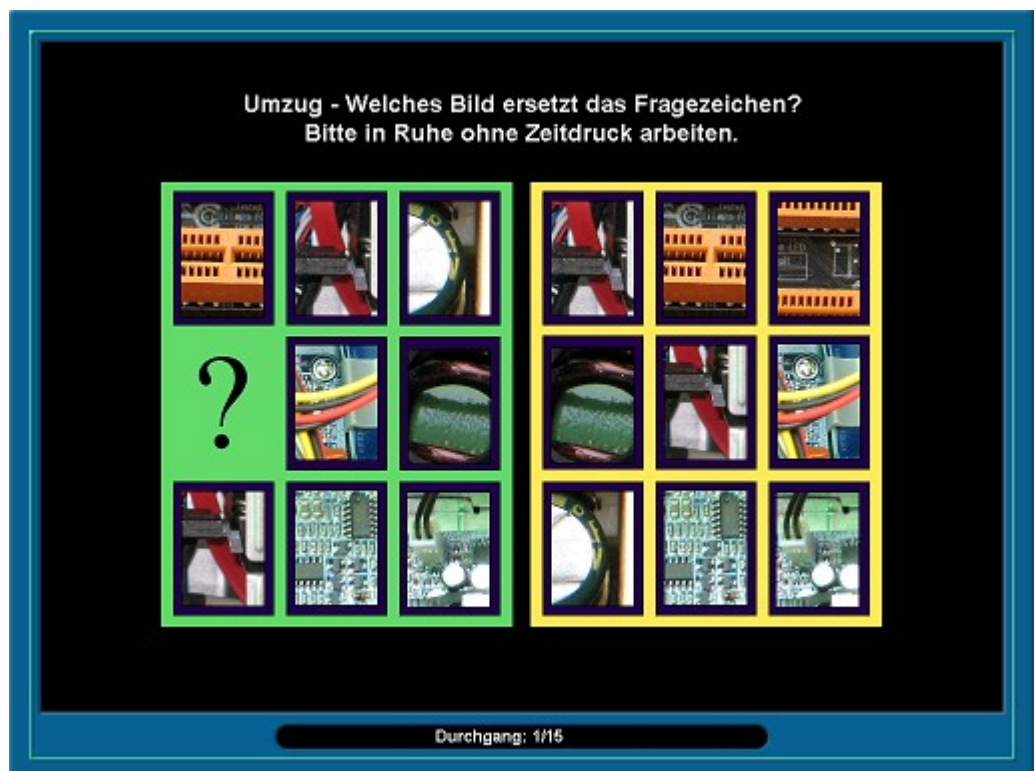 Umzug - Welches Bild ersetzt das Fragezeichen?
Bitte in Ruhe ohne Zeitdruck arbeiten.
?
Durchgang: 1/15